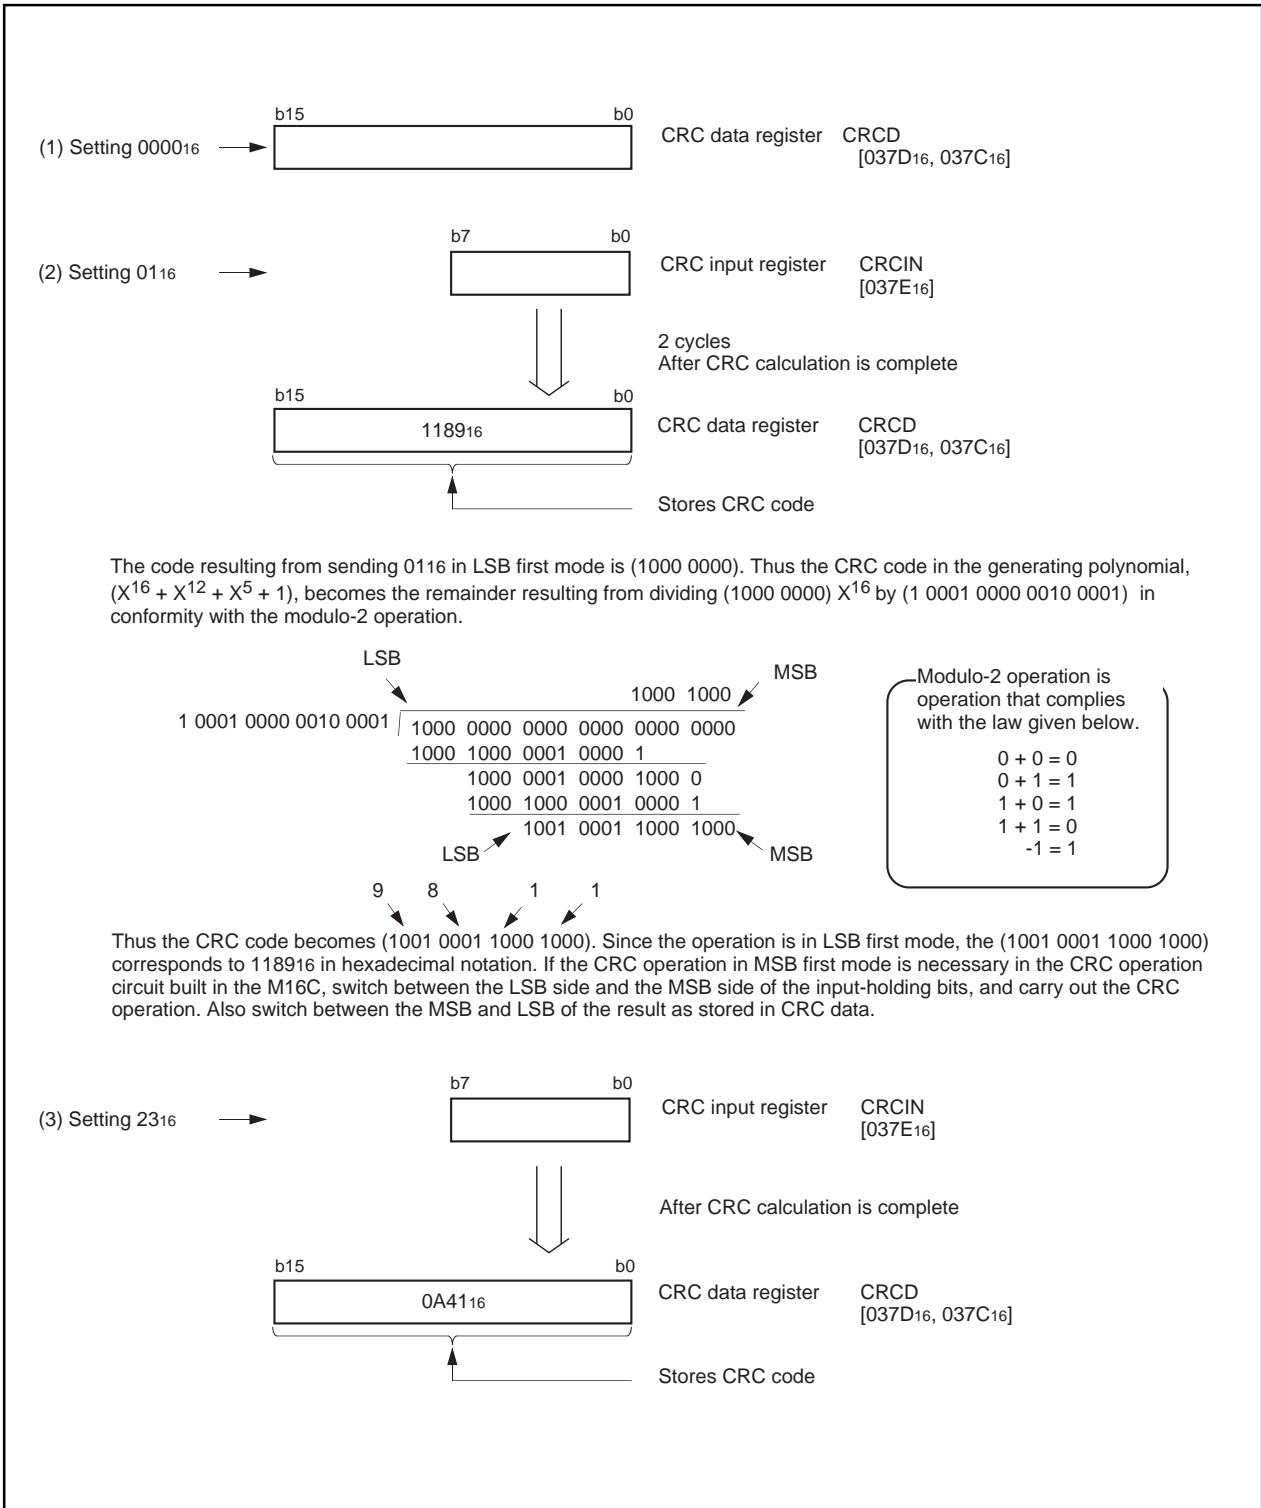 b15 b0
(1) Setting 000016
CRC data register CRCD
[037D16, 037C16]
b7 b0
(2) Setting 0116
CRC input register CRCIN
[037E16]
2 cycles
After CRC calculation is complete
b15 b0
118916
CRC data register CRCD
[037D16, 037C16]
Stores CRC code
The code resulting from sending 0116 in LSB first mode is (1000 0000). Thus the CRC code in the generating polynomial,
(X16 + X12 + X5 + 1), becomes the remainder resulting from dividing (1000 0000) X16 by (1 0001 0000 0010 0001) in
conformity with the modulo-2 operation.
LSB
MSB
1000 1000
1 0001 0000 0010 0001
1000 0000 0000 0000 0000 0000
1000 1000 0001 0000 1
1000 0001 0000 1000 0
1000 1000 0001 0000 1
1001 0001 1000 1000
LSB MSB
Modulo-2 operation is
operation that complies
with the law given below.
0 + 0 = 0
0 + 1 = 1
1 + 0 = 1
1 + 1 = 0
-1 = 1
9 8 1 1
Thus the CRC code becomes (1001 0001 1000 1000). Since the operation is in LSB first mode, the (1001 0001 1000 1000)
corresponds to 118916 in hexadecimal notation. If the CRC operation in MSB first mode is necessary in the CRC operation
circuit built in the M16C, switch between the LSB side and the MSB side of the input-holding bits, and carry out the CRC
operation. Also switch between the MSB and LSB of the result as stored in CRC data.
b7 b0
(3) Setting 2316
CRC input register CRCIN
[037E16]
After CRC calculation is complete
b15 b0
0A4116
CRC data register CRCD
[037D16, 037C16]
Stores CRC code